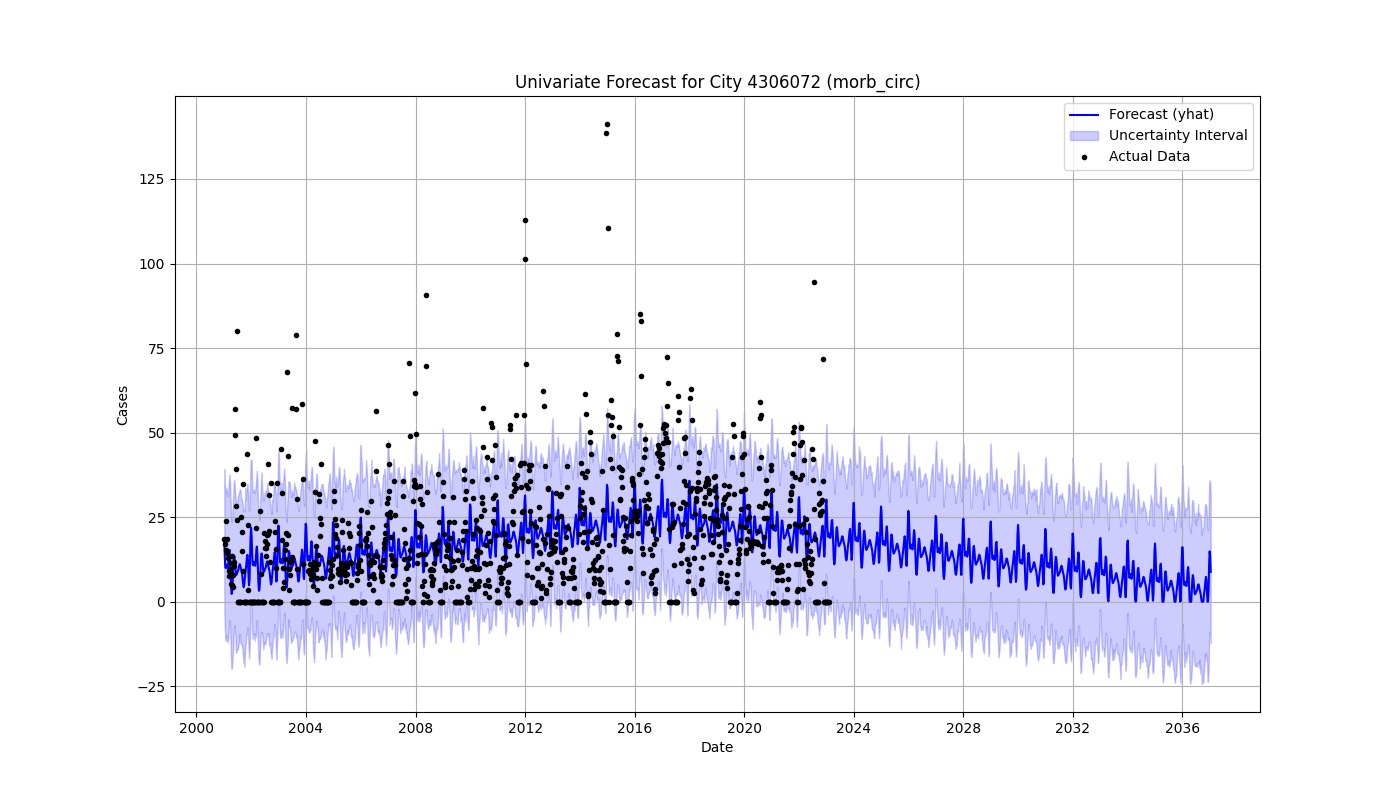 Univariate Forecast for City 4306072 (morb_circ)
Forecast (yhat)
Uncertainty Interval
Actual Data
Cases
125
100
75
50
25
0
−25
2000 2004 2008 2012 2016 2020 2024 2028 2032 2036
Date